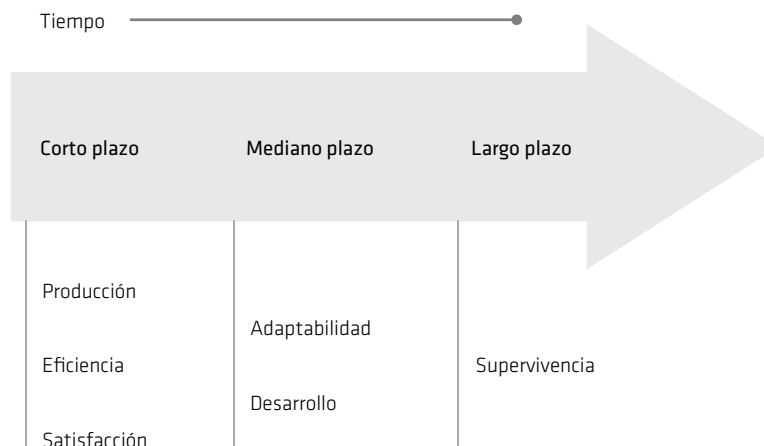 Tiempo
Corto plazo Mediano plazo Largo plazo
Producción
Adaptabilidad
Eficiencia Supervivencia
Desarrollo
Satisfacción